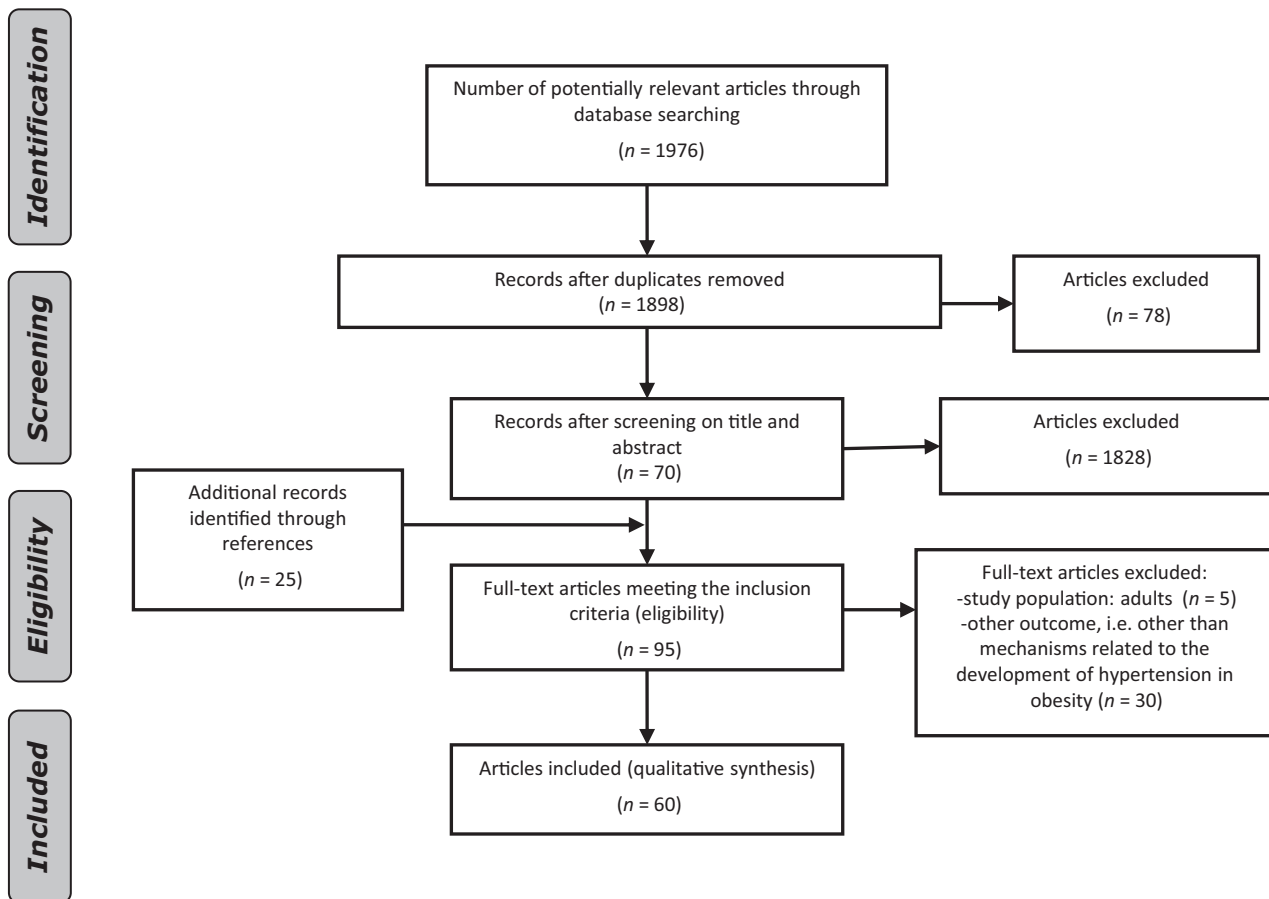 Identification
Number of potentially relevant articles through
database searching
(n = 1976)
Records after duplicates removed
(n = 1898)
Articles excluded
(n = 78)
Screening
Records after screening on title and
abstract
(n = 70)
Articles excluded
(n = 1828)
Additional records
identified through
references
(n = 25)
Eligibility
Full-text articles meeting the inclusion
criteria (eligibility)
(n = 95)
Full-text articles excluded:
-study population: adults (n = 5)
-other outcome, i.e. other than
mechanisms related to the
development of hypertension in
obesity (n = 30)
Included
Articles included (qualitative synthesis)
(n = 60)